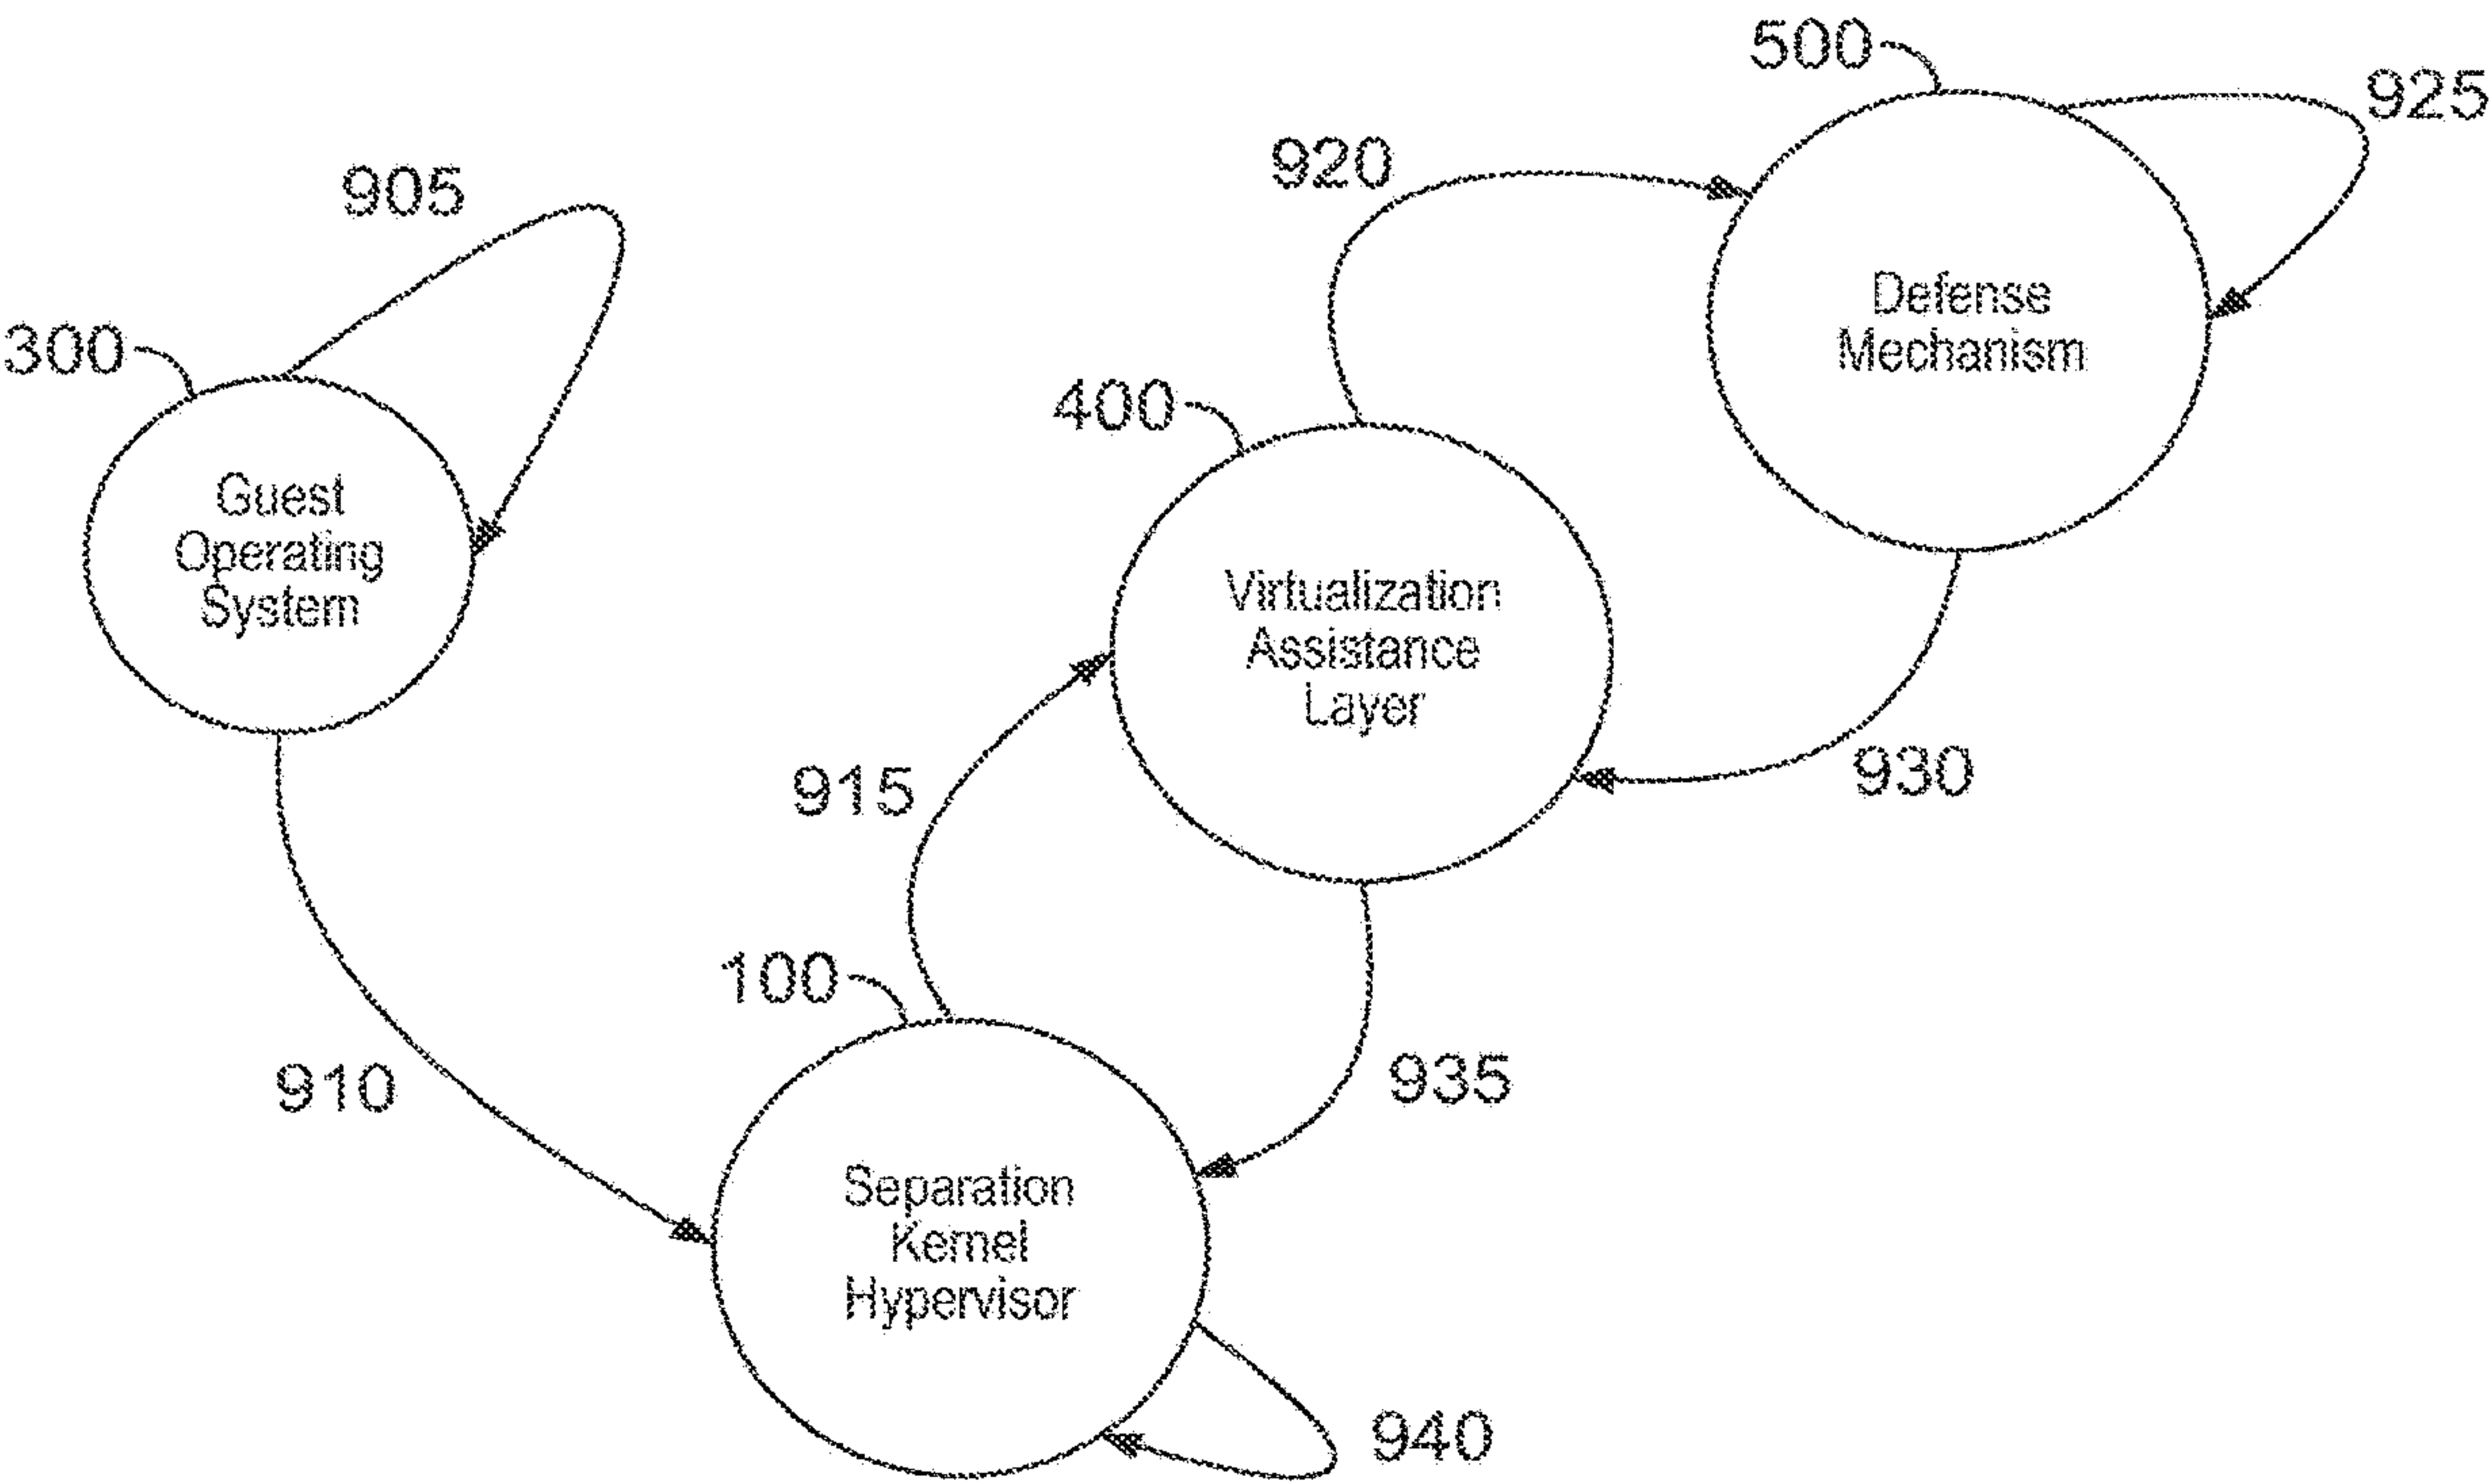 500
925
920
905
300
Defense
Mechanism
400
Guest
Operating
System
Virtualization
Assistance
Layer
915
930
100
910
935
Separation
Kernel
Hypervisor
940